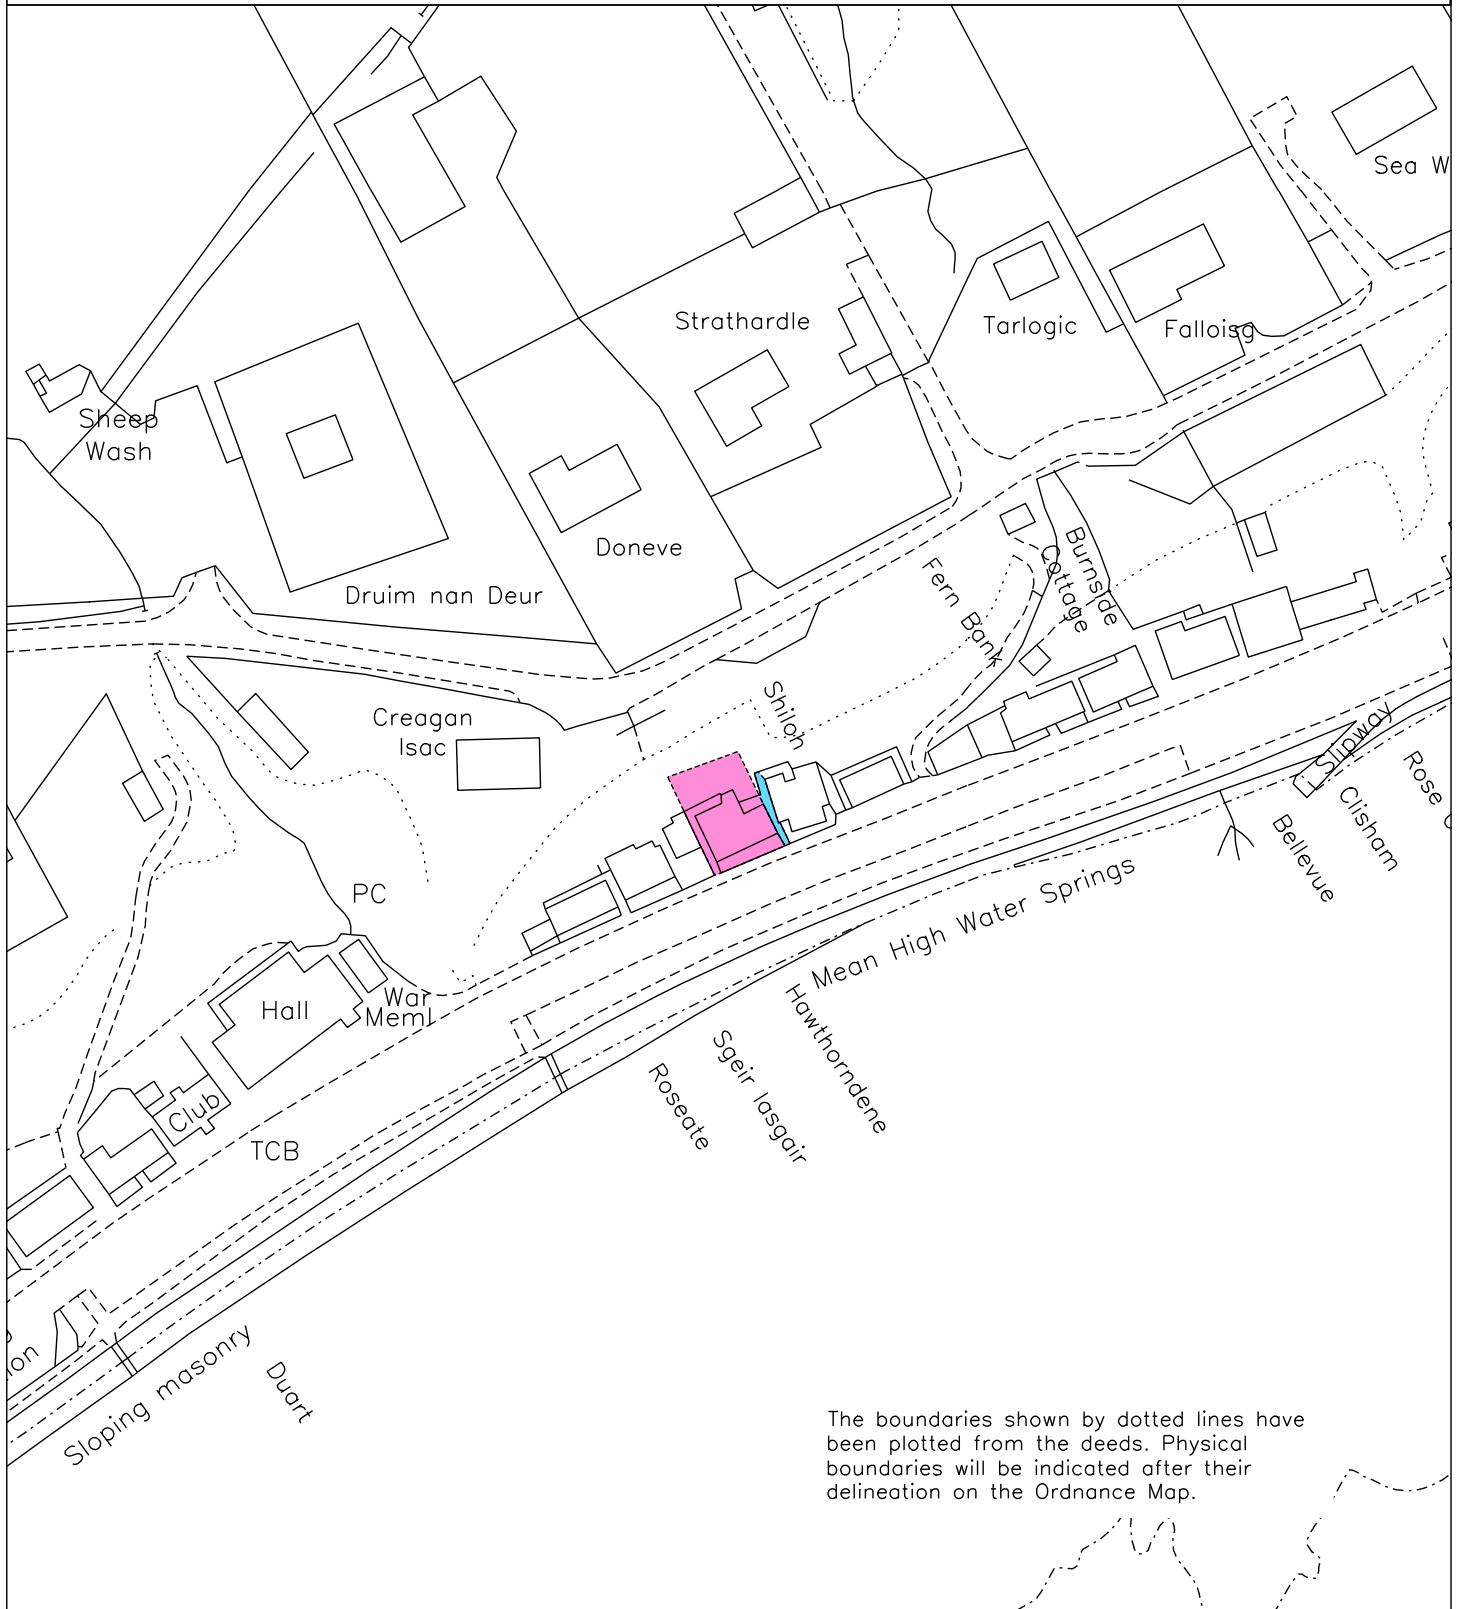 Sea W
Strathardle
Tarlogic
Falloisg
Sheep
Wash
Doneve
Druim nan Deur
Fern Bank
Burnside
Cottage
Creagan
Isac
Shiloh
Slipway
Rose
Clisham
Bellevue
PC
Mean High Water Springs
Hall
War
Meml
Hawthorndene
Sgeir Iasgair
Roseate
Club
TCB
ion
Sloping masonry
Duart
The boundaries shown by dotted lines have
been plotted from the deeds. Physical
boundaries will be indicated after their
delineation on the Ordnance Map.